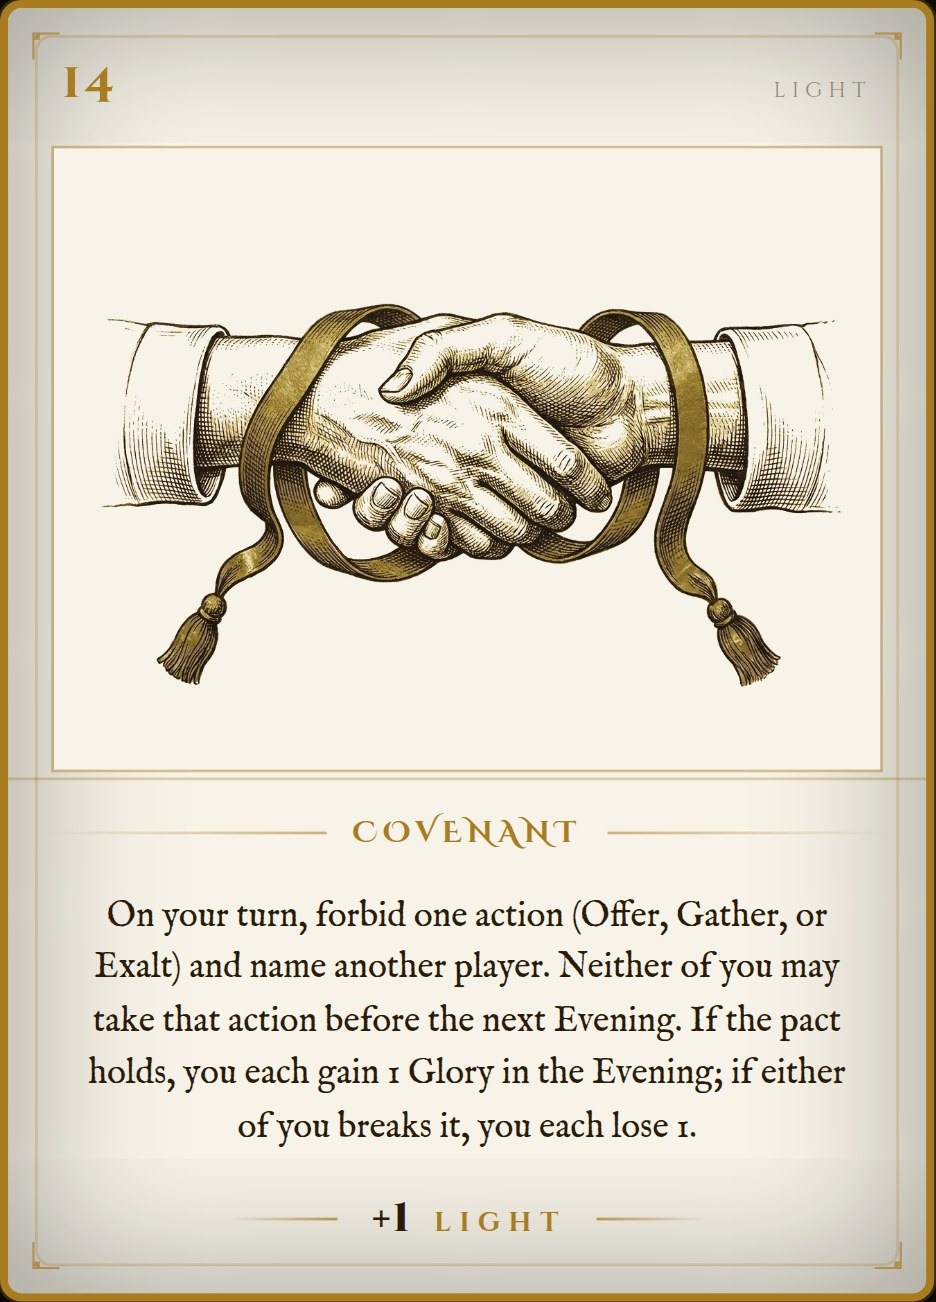 14
LIGHT
COVENANT
On your turn, forbid one action (Offer, Gather, or
Exalt) and name another player. Neither of you may
take that action before the next Evening. If the pact
holds, you each gain 1 Glory in the Evening; if either
of you breaks it, you each lose 1.
+1 LIGHT